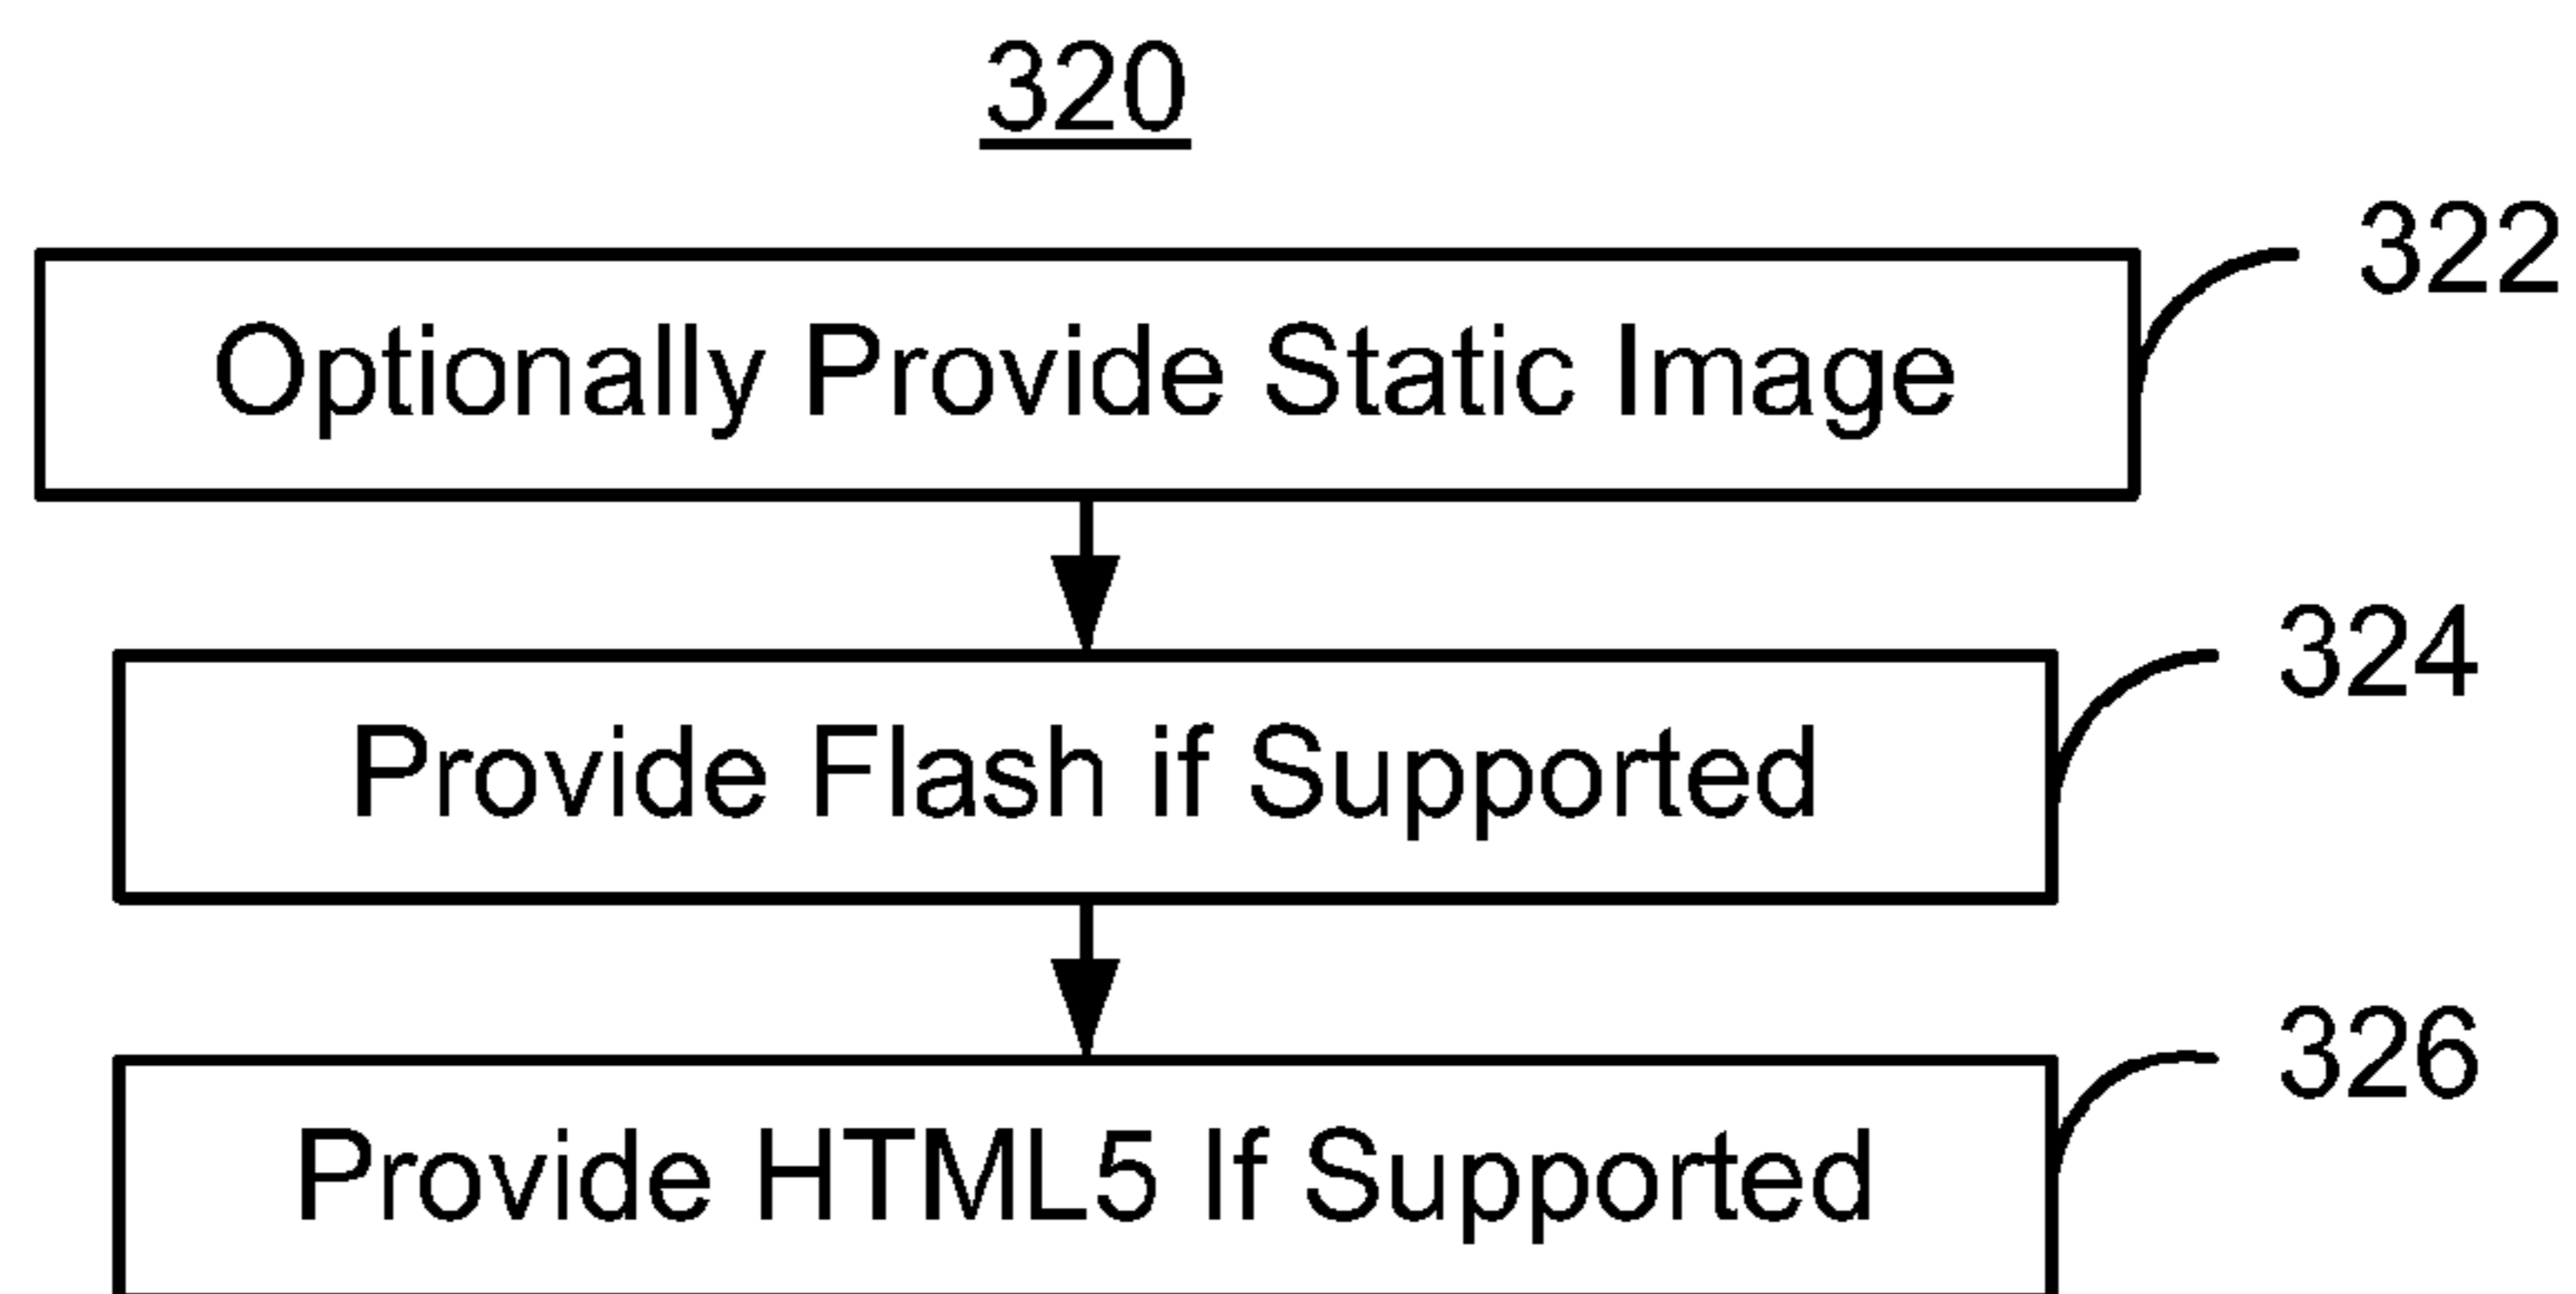 320
322
Optionally Provide Static Image
324
Provide Flash if Supported
326
Provide HTML5 If Supported